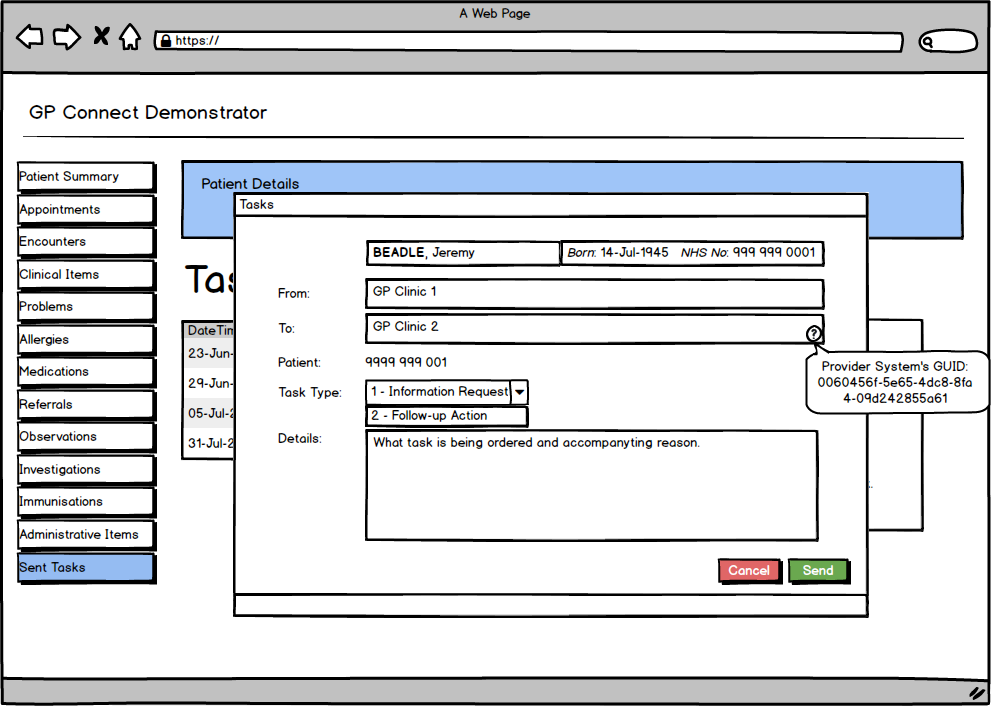 A Web Page
https://
GP Connect Demonstrator
Patient Summary
Appointments
Encounters
Clinical Items
Problems
Allergies
Medications
Referrals
Observations
Investigations
Immunisations
Administrative Items
Sent Tasks
Patient Details
Tas
DateTim
23-Jun-
29-Jun-
05-Jul-2
31-Jul-2
Tasks
BEADLE, Jeremy
Born: 14-Jul-1945 NHS No: 999 999 0001
From: GP Clinic 1
To: GP Clinic 2
?
Provider System's GUID:
0060456f-5e65-4dc8-8fa
4-09d242855a61
Patient: 9999 999 001
Task Type: 1 - Information Request
2 - Follow-up Action
Details: What task is being ordered and accompanyting reason.
Cancel Send